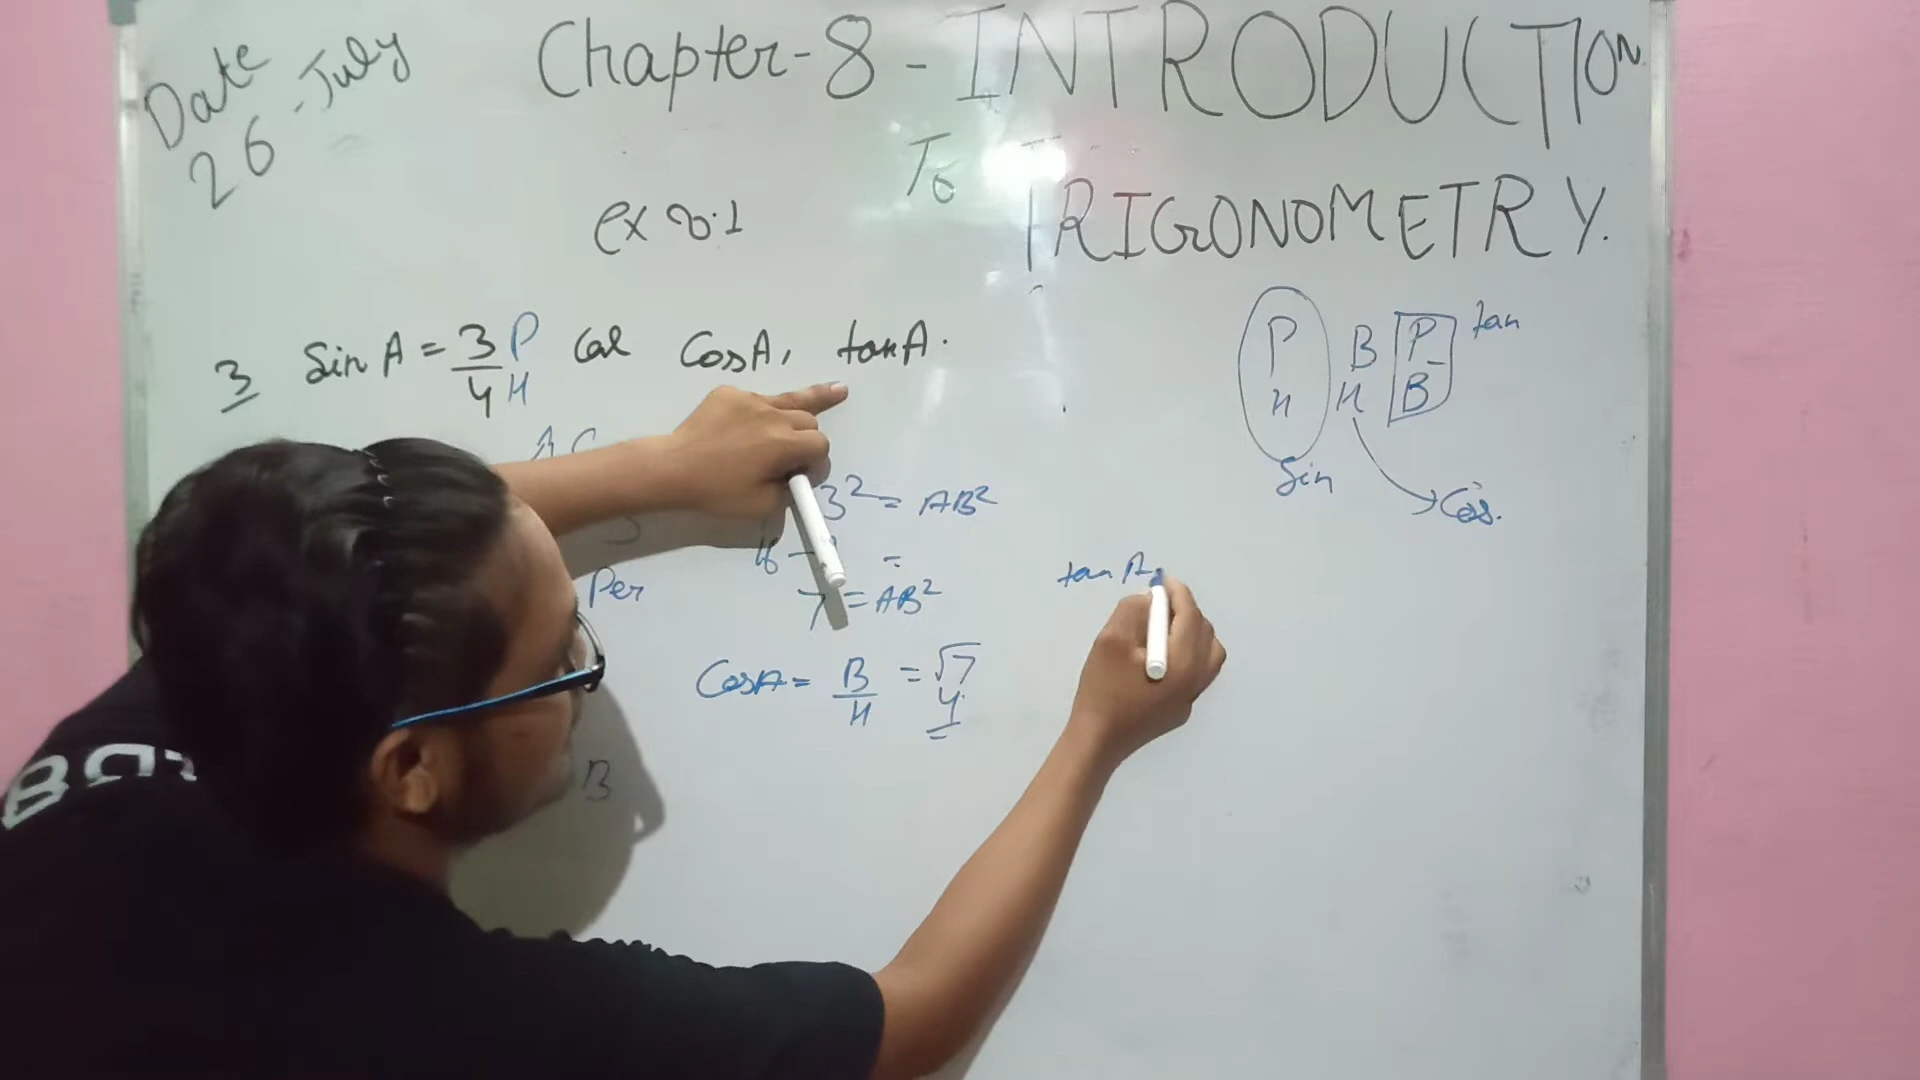 Date
26-July
Chapter-8-INTRODUCTION
To
TRIGONOMETRY.
ex 8.1
3 Sin A = 3/4 P/H Cal CosA, tanA.
P B P tan
H H B
Sin
Cos.
3² = AB²
=
7 = AB²
Per
tan A
CosA = B/H = √7/4
B